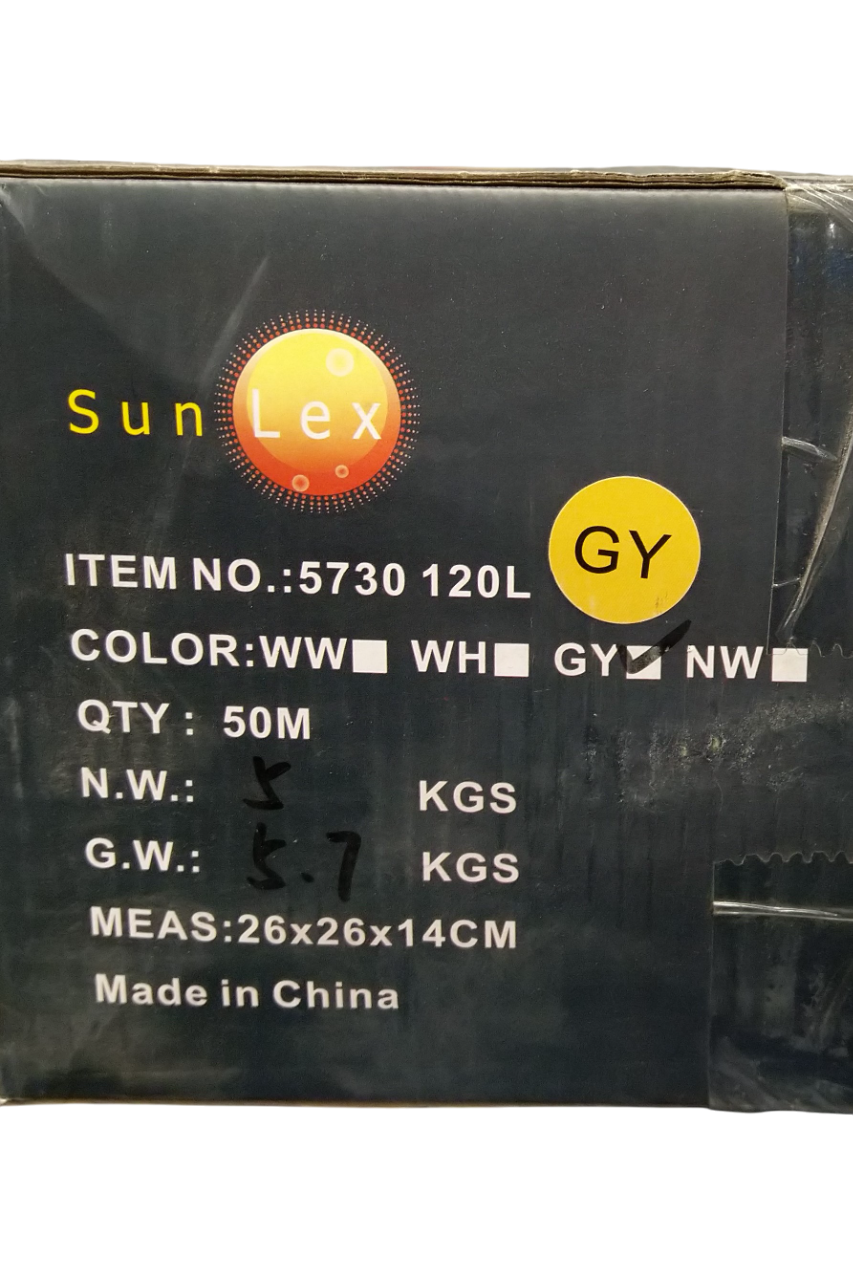 Sun Lex
GY
ITEM NO.:5730 120L
COLOR:WW WH GY NW
QTY : 50M
N.W.: 5 KGS
G.W.: 5.7 KGS
MEAS:26x26x14CM
Made in China